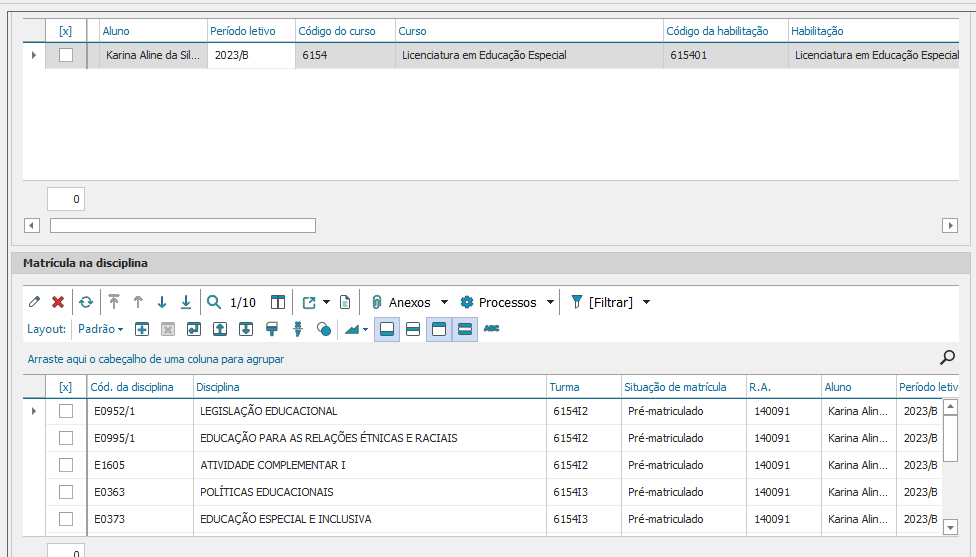 [x] Aluno Período letivo Código do curso Curso Código da habilitação Habilitação
Karina Aline da Sil... 2023/B 6154 Licenciatura em Educação Especial 615401 Licenciatura em Educação Especial
0
Matrícula na disciplina
1/10 Anexos Processos [Filtrar]
Layout: Padrão ABC
Arraste aqui o cabeçalho de uma coluna para agrupar
[x] Cód. da disciplina Disciplina Turma Situação de matrícula R.A. Aluno Período letiv
E0952/1 LEGISLAÇÃO EDUCACIONAL 6154I2 Pré-matriculado 140091 Karina Alin... 2023/B
E0995/1 EDUCAÇÃO PARA AS RELAÇÕES ÉTNICAS E RACIAIS 6154I2 Pré-matriculado 140091 Karina Alin... 2023/B
E1605 ATIVIDADE COMPLEMENTAR I 6154I2 Pré-matriculado 140091 Karina Alin... 2023/B
E0363 POLÍTICAS EDUCACIONAIS 6154I3 Pré-matriculado 140091 Karina Alin... 2023/B
E0373 EDUCAÇÃO ESPECIAL E INCLUSIVA 6154I3 Pré-matriculado 140091 Karina Alin... 2023/B
0